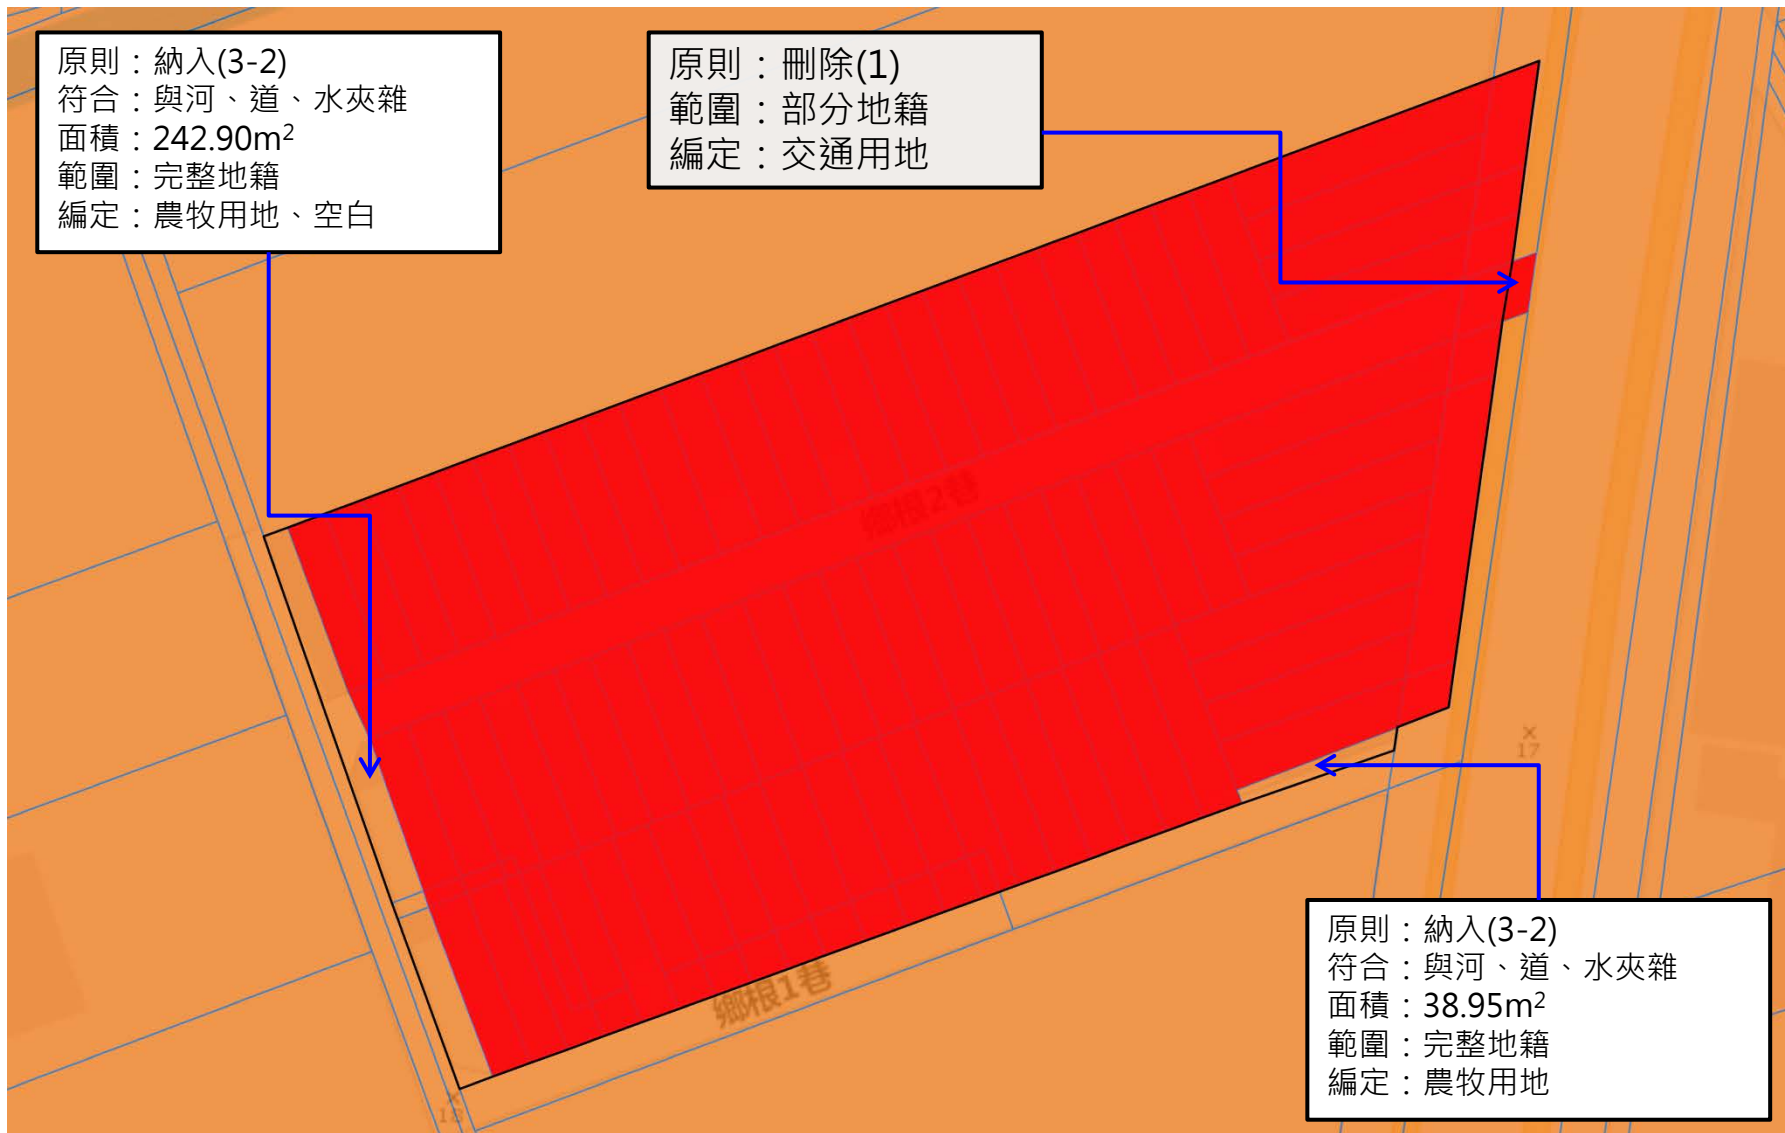 原則：納入(3-2)
符合：與河、道、水夾雜
面積：242.90m²
範圍：完整地籍
編定：農牧用地、空白
原則：刪除(1)
範圍：部分地籍
編定：交通用地
鄉根2巷
17
鄉根1巷
18
原則：納入(3-2)
符合：與河、道、水夾雜
面積：38.95m²
範圍：完整地籍
編定：農牧用地